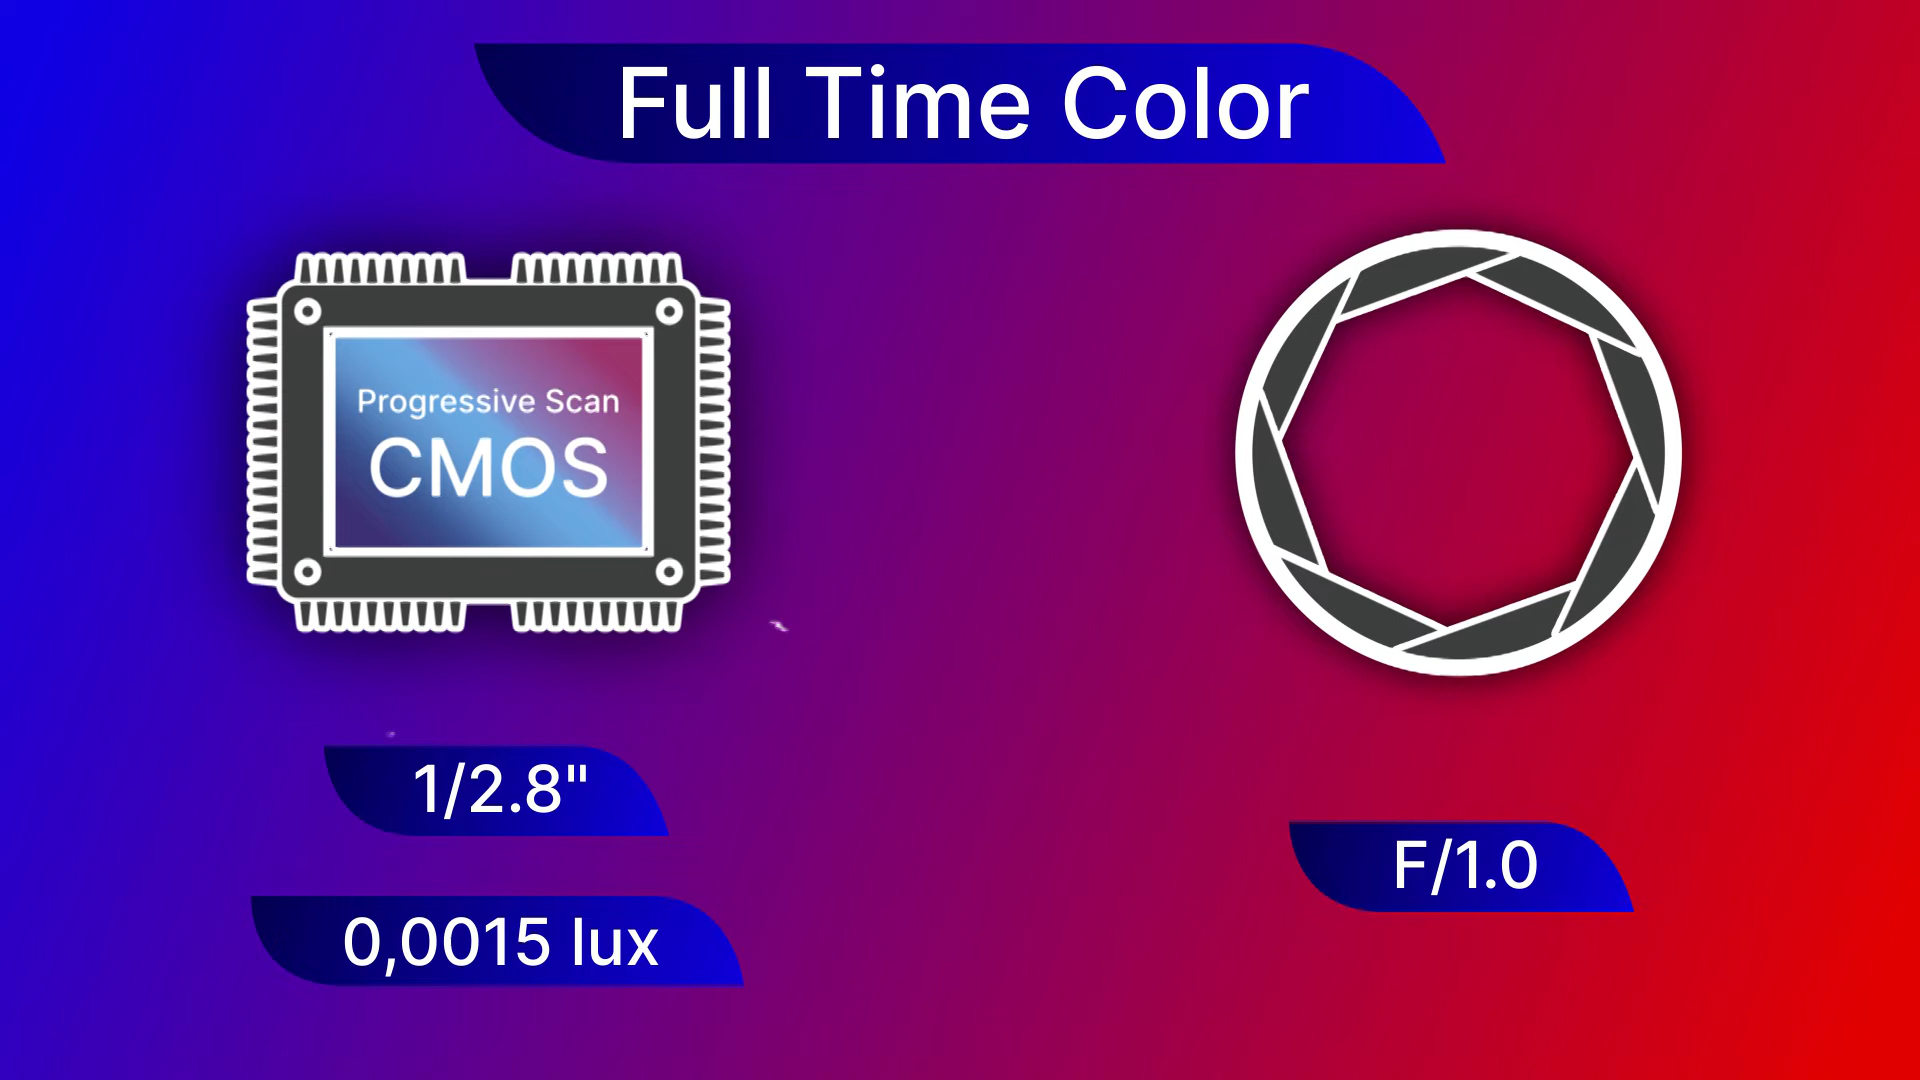 Full Time Color
Progressive Scan
CMOS
1/2.8"
0,0015 lux
F/1.0